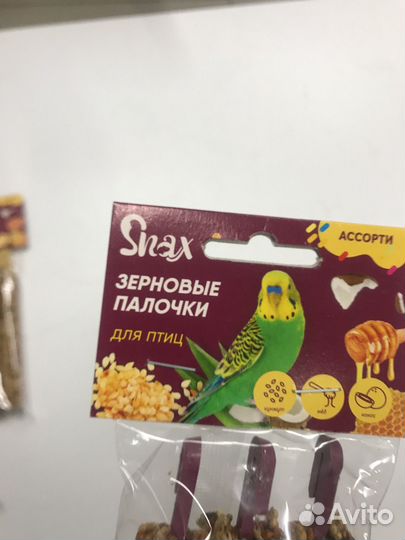 Snax
АССОРТИ
ЗЕРНОВЫЕ
ПАЛОЧКИ
ДЛЯ ПТИЦ
кунжут
мёд
кокос
Avito